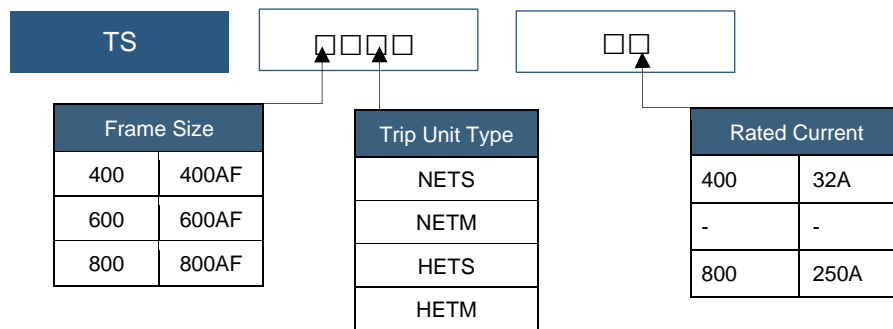 TS
□□□□
□□
Frame Size
400 400AF
600 600AF
800 800AF
Trip Unit Type
NETS
NETM
HETS
HETM
Rated Current
400 32A
- -
800 250A